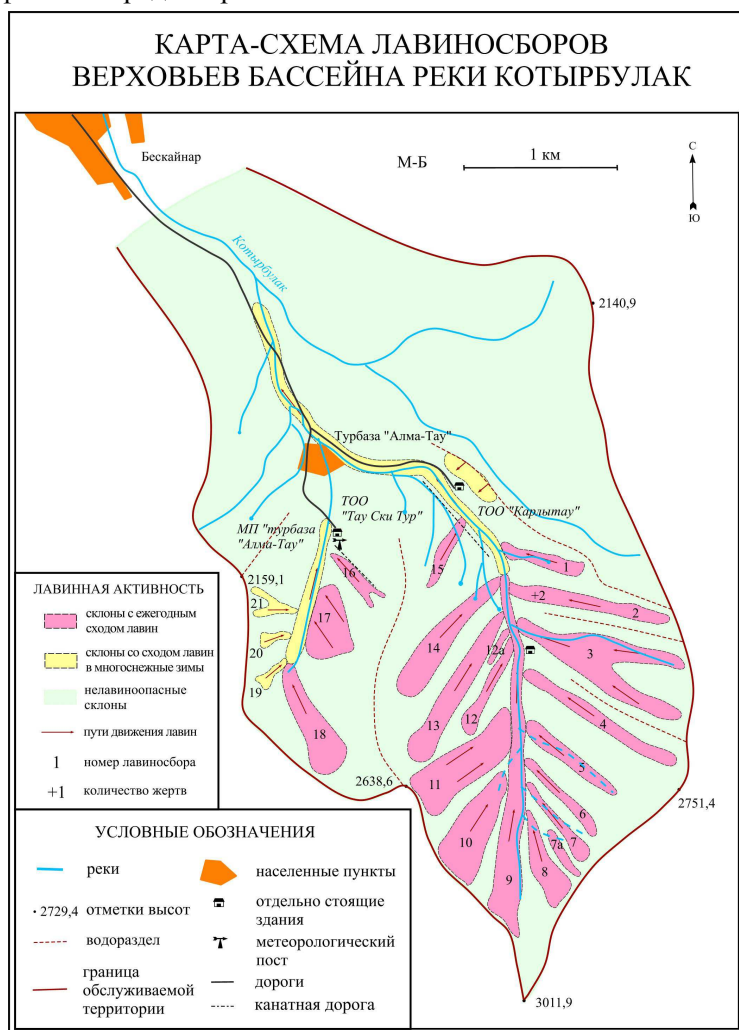 КАРТА-СХЕМА ЛАВИНОСБОРОВ
ВЕРХОВЬЕВ БАССЕЙНА РЕКИ КОТЫРБУЛАК
Бескайнар
М-Б
1 км
С
Ю
Котырбулак
2140,9
Турбаза "Алма-Тау"
ТОО
"Тау Ски Тур"
ТОО "Карлытау"
МП "турбаза
"Алма-Тау"
2159,1
21
20
19
16
17
18
15
14
13
12а
12
11
10
9
8
7а
7
6
5
4
3
+2
2
1
2638,6
2751,4
3011,9
ЛАВИННАЯ АКТИВНОСТЬ
склоны с ежегодным
сходом лавин
склоны со сходом лавин
в многоснежные зимы
нелавиноопасные
склоны
пути движения лавин
1 номер лавиносбора
+1 количество жертв
УСЛОВНЫЕ ОБОЗНАЧЕНИЯ
реки
2729,4 отметки высот
водораздел
граница
обслуживаемой
территории
населенные пункты
отдельно стоящие
здания
метеорологический
пост
дороги
канатная дорога